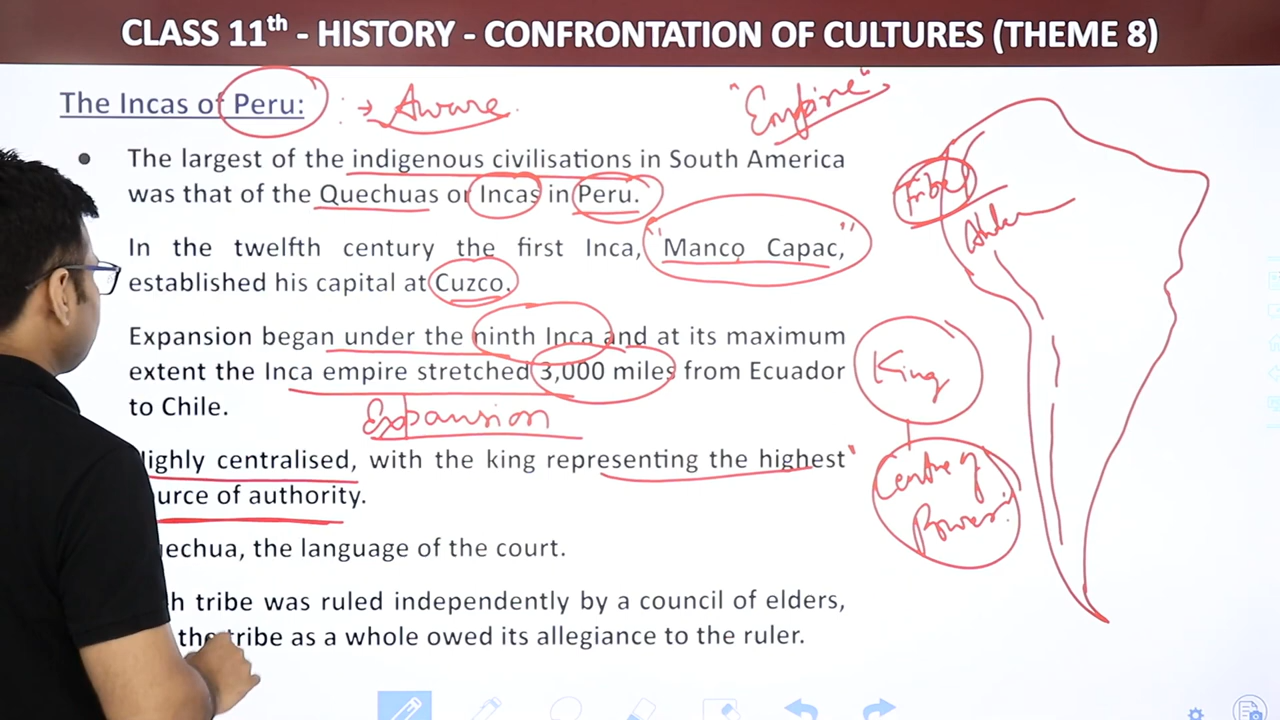 CLASS 11th - HISTORY - CONFRONTATION OF CULTURES (THEME 8)
The Incas of Peru: : → Aware
"Empire"
• The largest of the indigenous civilisations in South America
was that of the Quechuas or Incas in Peru.
Tribe
In the twelfth century the first Inca, "Manco Capac,"
established his capital at Cuzco.
Expansion began under the ninth Inca and at its maximum
extent the Inca empire stretched 3,000 miles from Ecuador
to Chile.
King
Expansion
Highly centralised, with the king representing the highest
source of authority.
Centre of
Power
echua, the language of the court.
h tribe was ruled independently by a council of elders,
the tribe as a whole owed its allegiance to the ruler.